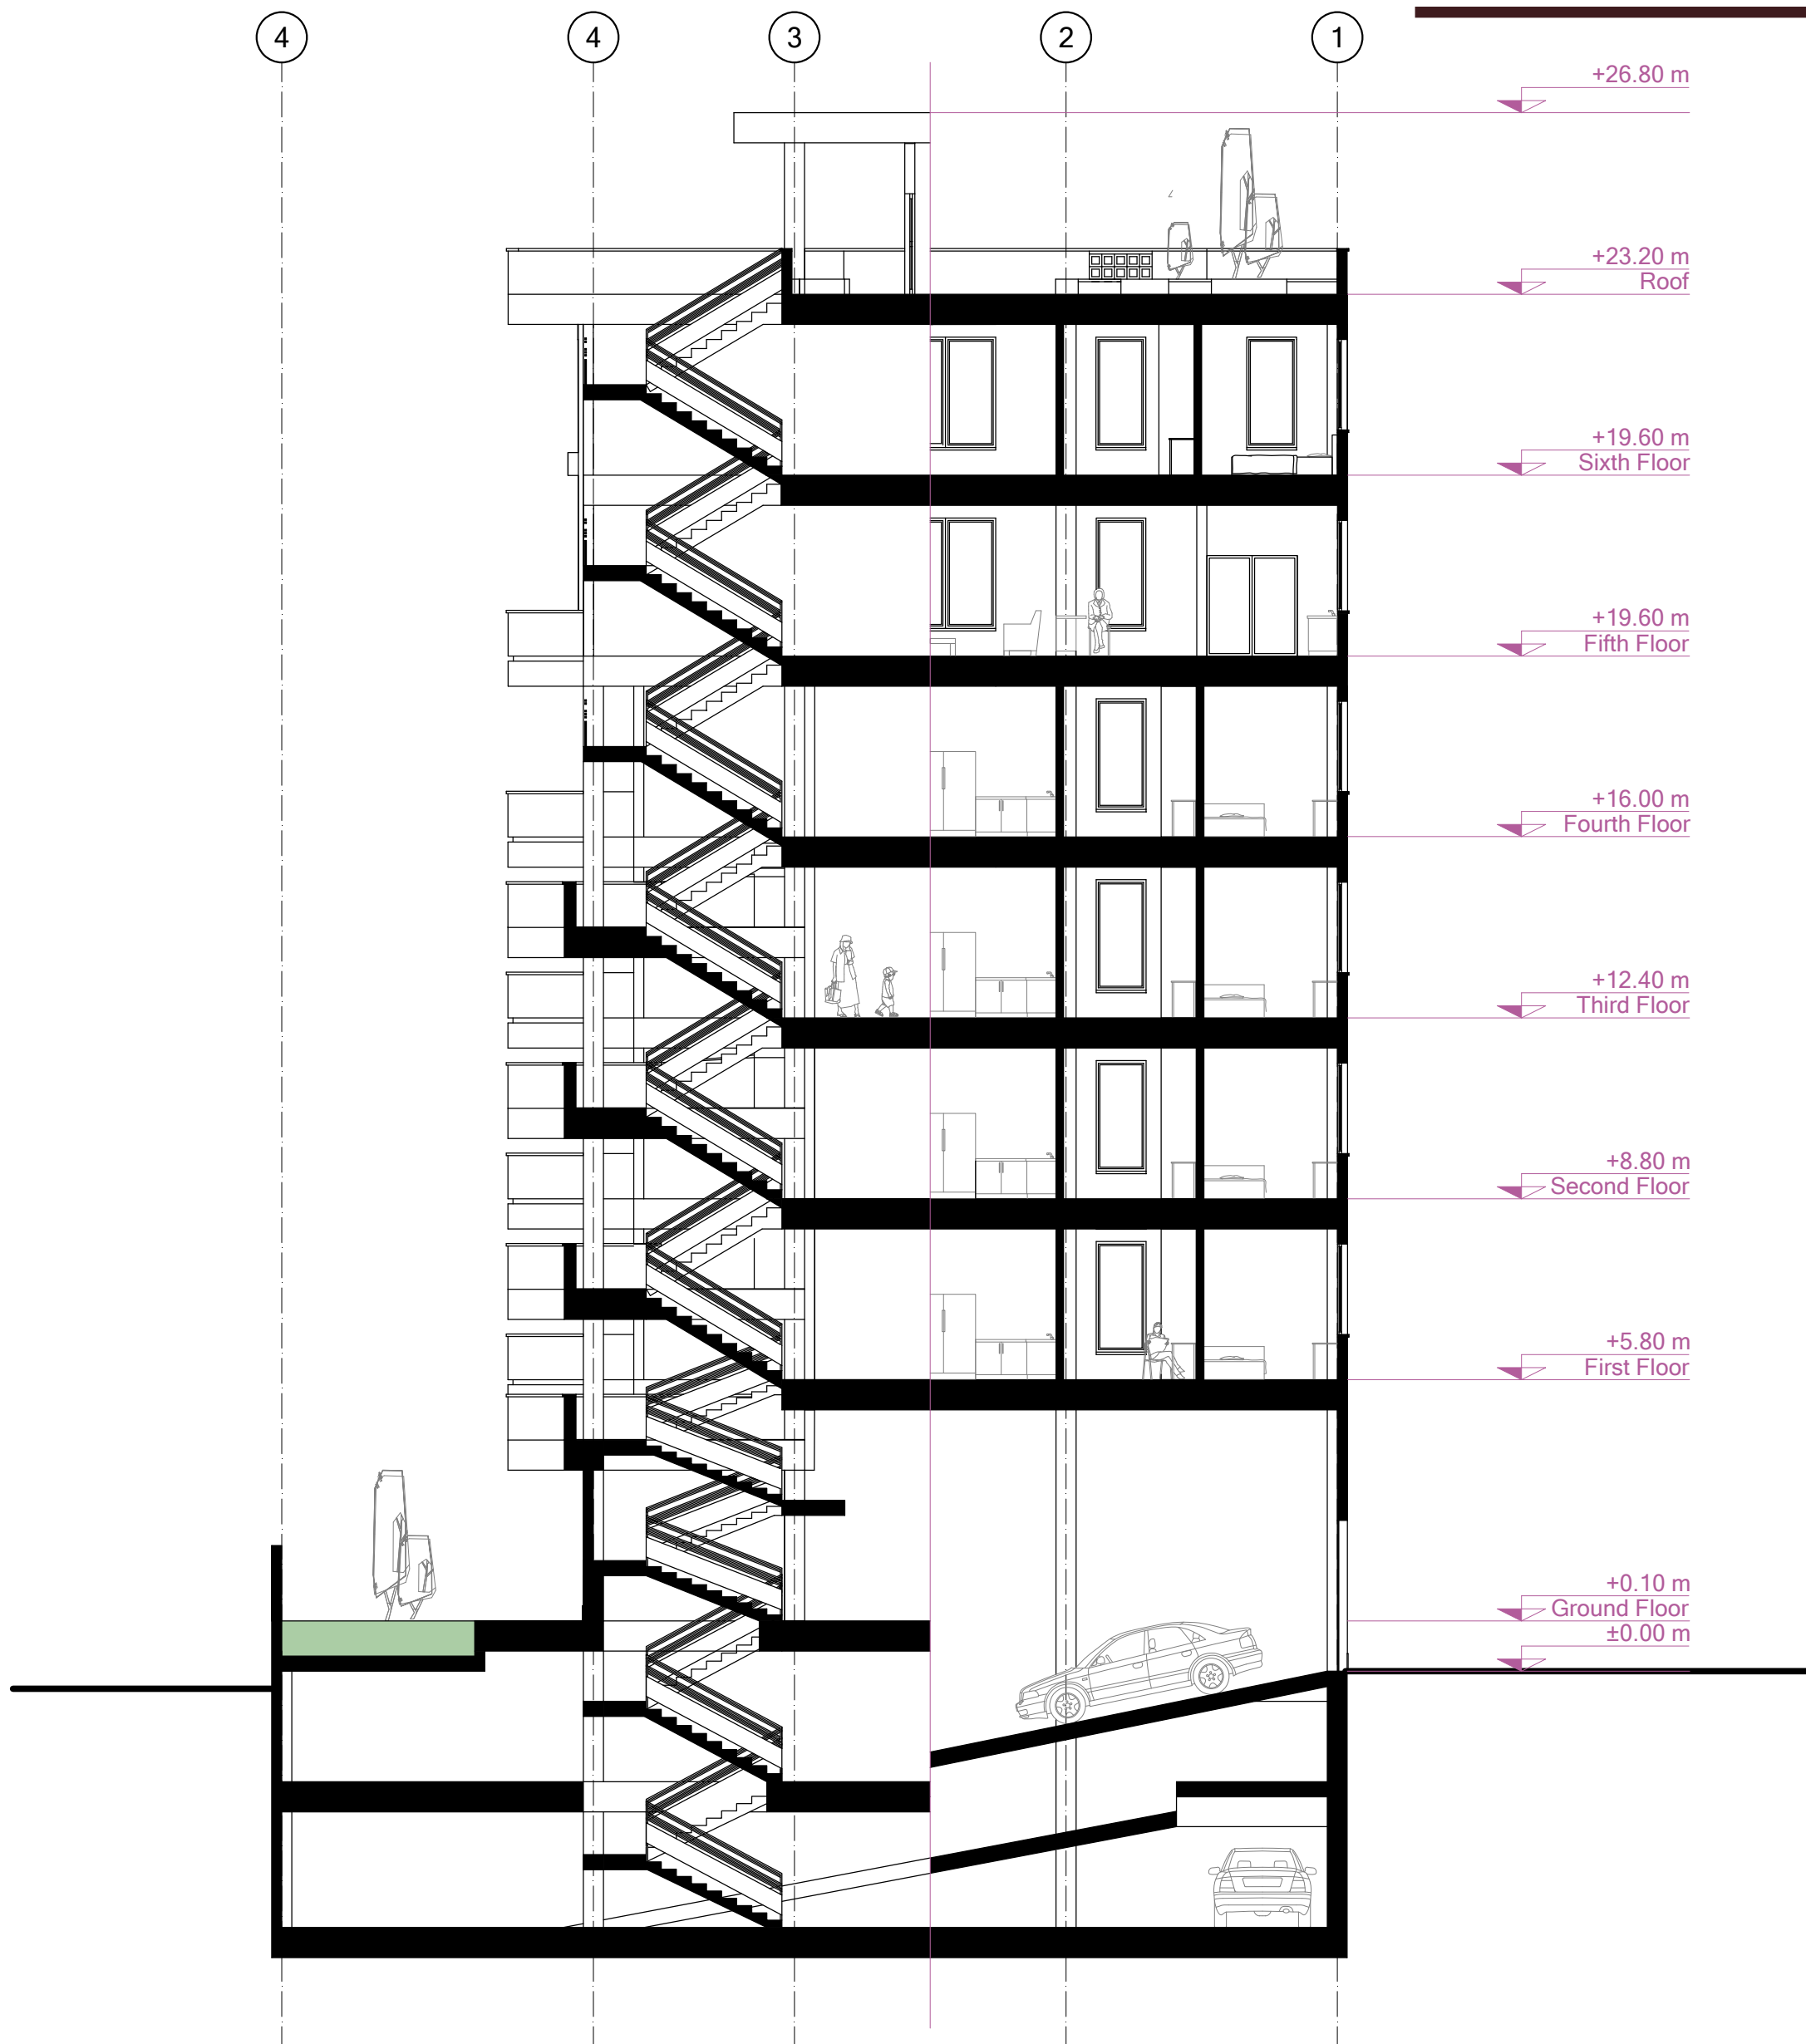 4 4 3 2 1
+26.80 m
+23.20 m
Roof
+19.60 m
Sixth Floor
+19.60 m
Fifth Floor
+16.00 m
Fourth Floor
+12.40 m
Third Floor
+8.80 m
Second Floor
+5.80 m
First Floor
+0.10 m
Ground Floor
±0.00 m